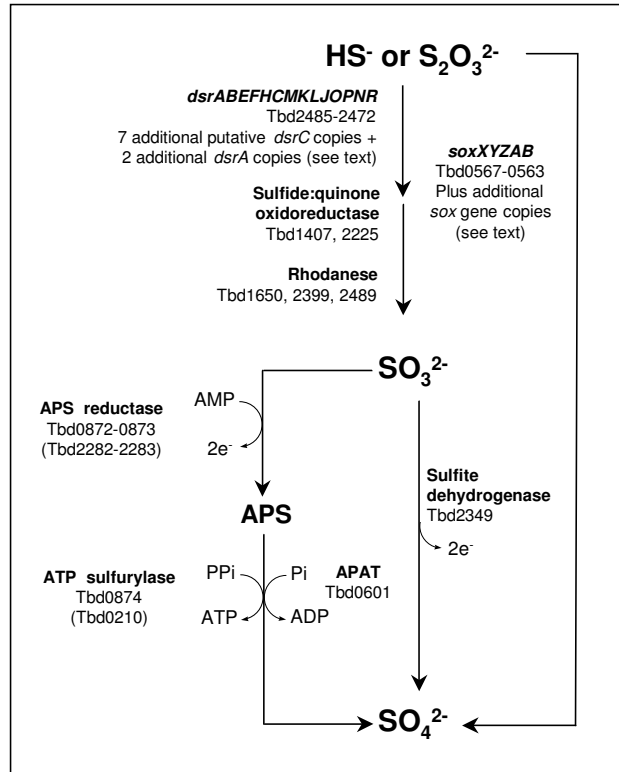 HS⁻ or S₂O₃²⁻
dsrABEFHCMKLJOPNR
Tbd2485-2472
7 additional putative dsrC copies +
2 additional dsrA copies (see text)
soxXYZAB
Tbd0567-0563
Plus additional
sox gene copies
(see text)
Sulfide:quinone
oxidoreductase
Tbd1407, 2225
Rhodanese
Tbd1650, 2399, 2489
SO₃²⁻
APS reductase
Tbd0872-0873
(Tbd2282-2283)
AMP
2e⁻
Sulfite
dehydrogenase
Tbd2349
2e⁻
APS
ATP sulfurylase
Tbd0874
(Tbd0210)
PPi
ATP
Pi
ADP
APAT
Tbd0601
SO₄²⁻